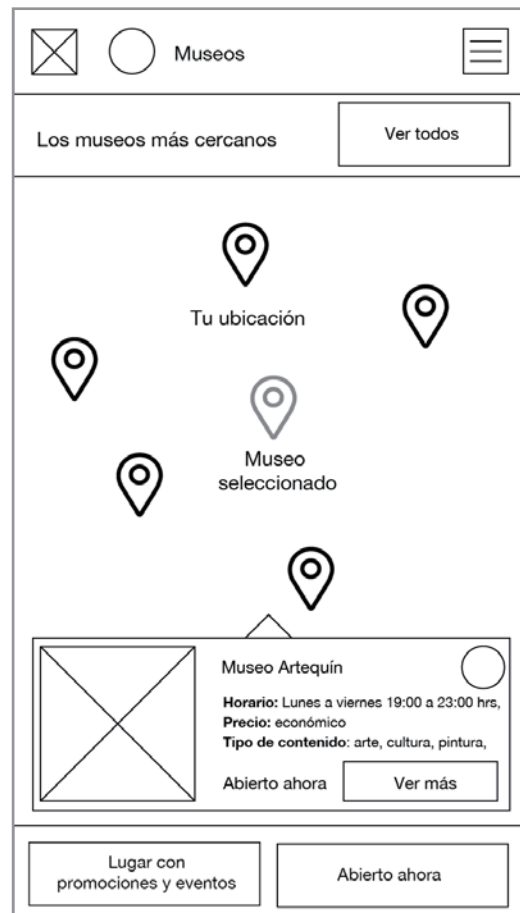 Museos
Los museos más cercanos
Ver todos
Tu ubicación
Museo
seleccionado
Museo Artequín
Horario: Lunes a viernes 19:00 a 23:00 hrs,
Precio: económico
Tipo de contenido: arte, cultura, pintura,
Abierto ahora
Ver más
Lugar con
promociones y eventos
Abierto ahora